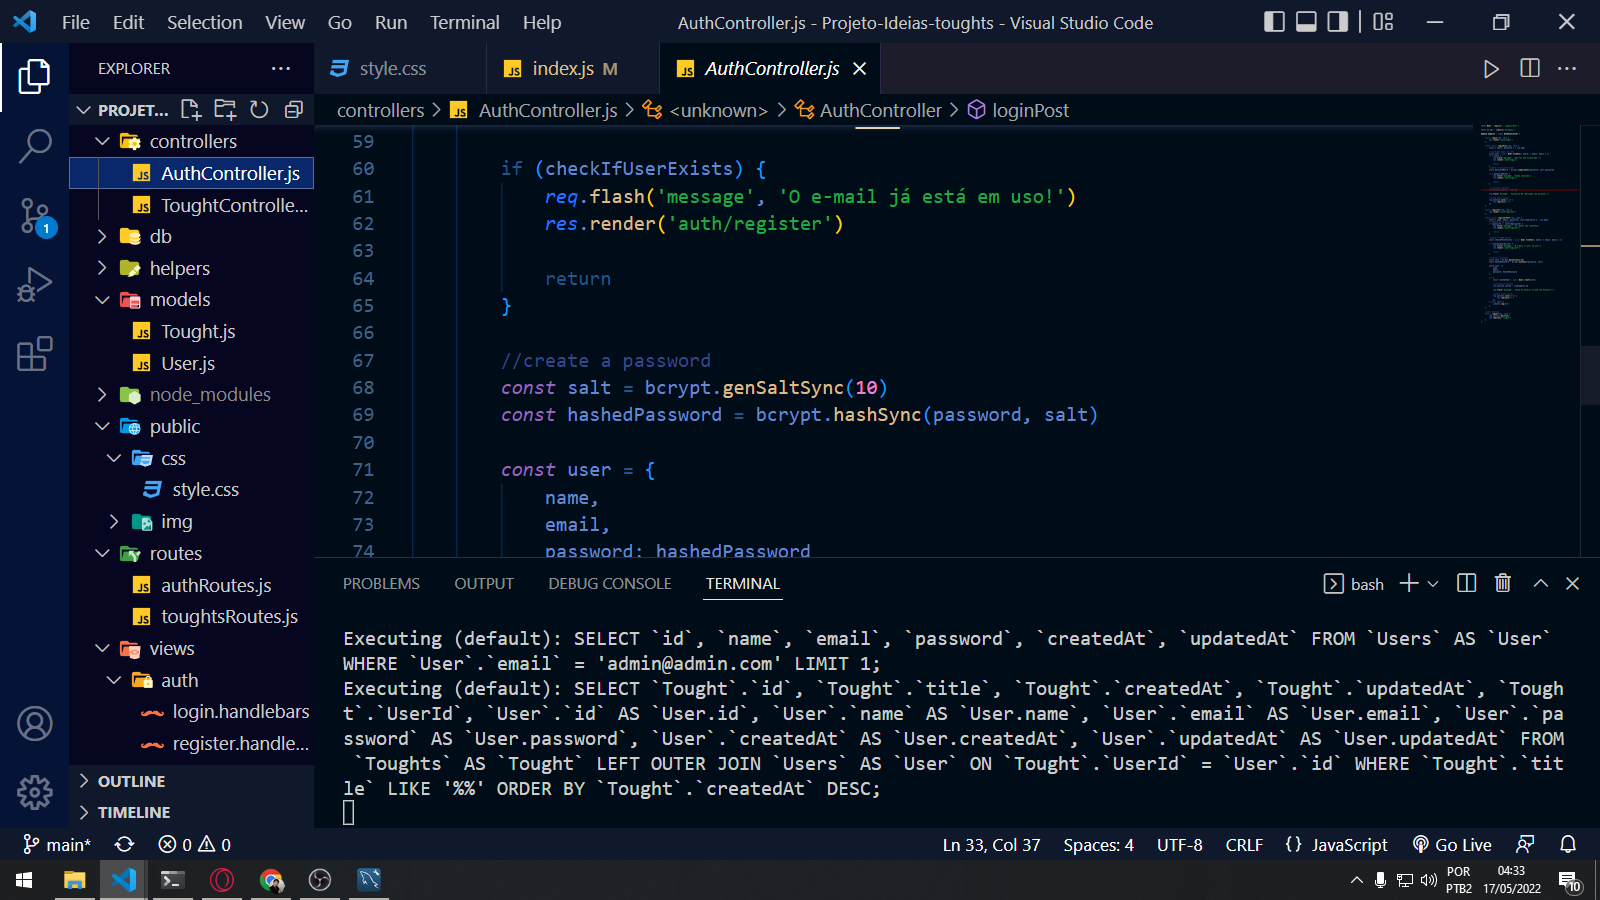 File Edit Selection View Go Run Terminal Help
AuthController.js - Projeto-Ideias-toughts - Visual Studio Code
EXPLORER
style.css
index.js M
AuthController.js
PROJET...
controllers > AuthController.js > <unknown> > AuthController > loginPost
controllers
AuthController.js
ToughtControlle...
db
helpers
models
Tought.js
User.js
node_modules
public
css
style.css
img
routes
authRoutes.js
toughtsRoutes.js
views
auth
login.handlebars
register.handle...
OUTLINE
TIMELINE
1
59
60 if (checkIfUserExists) {
61 req.flash('message', 'O e-mail já está em uso!')
62 res.render('auth/register')
63
64 return
65 }
66
67 //create a password
68 const salt = bcrypt.genSaltSync(10)
69 const hashedPassword = bcrypt.hashSync(password, salt)
70
71 const user = {
72 name,
73 email,
74 password: hashedPassword
PROBLEMS OUTPUT DEBUG CONSOLE TERMINAL
bash
Executing (default): SELECT `id`, `name`, `email`, `password`, `createdAt`, `updatedAt` FROM `Users` AS `User`
WHERE `User`.`email` = 'admin@admin.com' LIMIT 1;
Executing (default): SELECT `Tought`.`id`, `Tought`.`title`, `Tought`.`createdAt`, `Tought`.`updatedAt`, `Tough
t`.`UserId`, `User`.`id` AS `User.id`, `User`.`name` AS `User.name`, `User`.`email` AS `User.email`, `User`.`pa
ssword` AS `User.password`, `User`.`createdAt` AS `User.createdAt`, `User`.`updatedAt` AS `User.updatedAt` FROM
`Toughts` AS `Tought` LEFT OUTER JOIN `Users` AS `User` ON `Tought`.`UserId` = `User`.`id` WHERE `Tought`.`tit
le` LIKE '%%' ORDER BY `Tought`.`createdAt` DESC;
main* 0 0
Ln 33, Col 37 Spaces: 4 UTF-8 CRLF {} JavaScript Go Live
POR
PTB2
04:33
17/05/2022
10